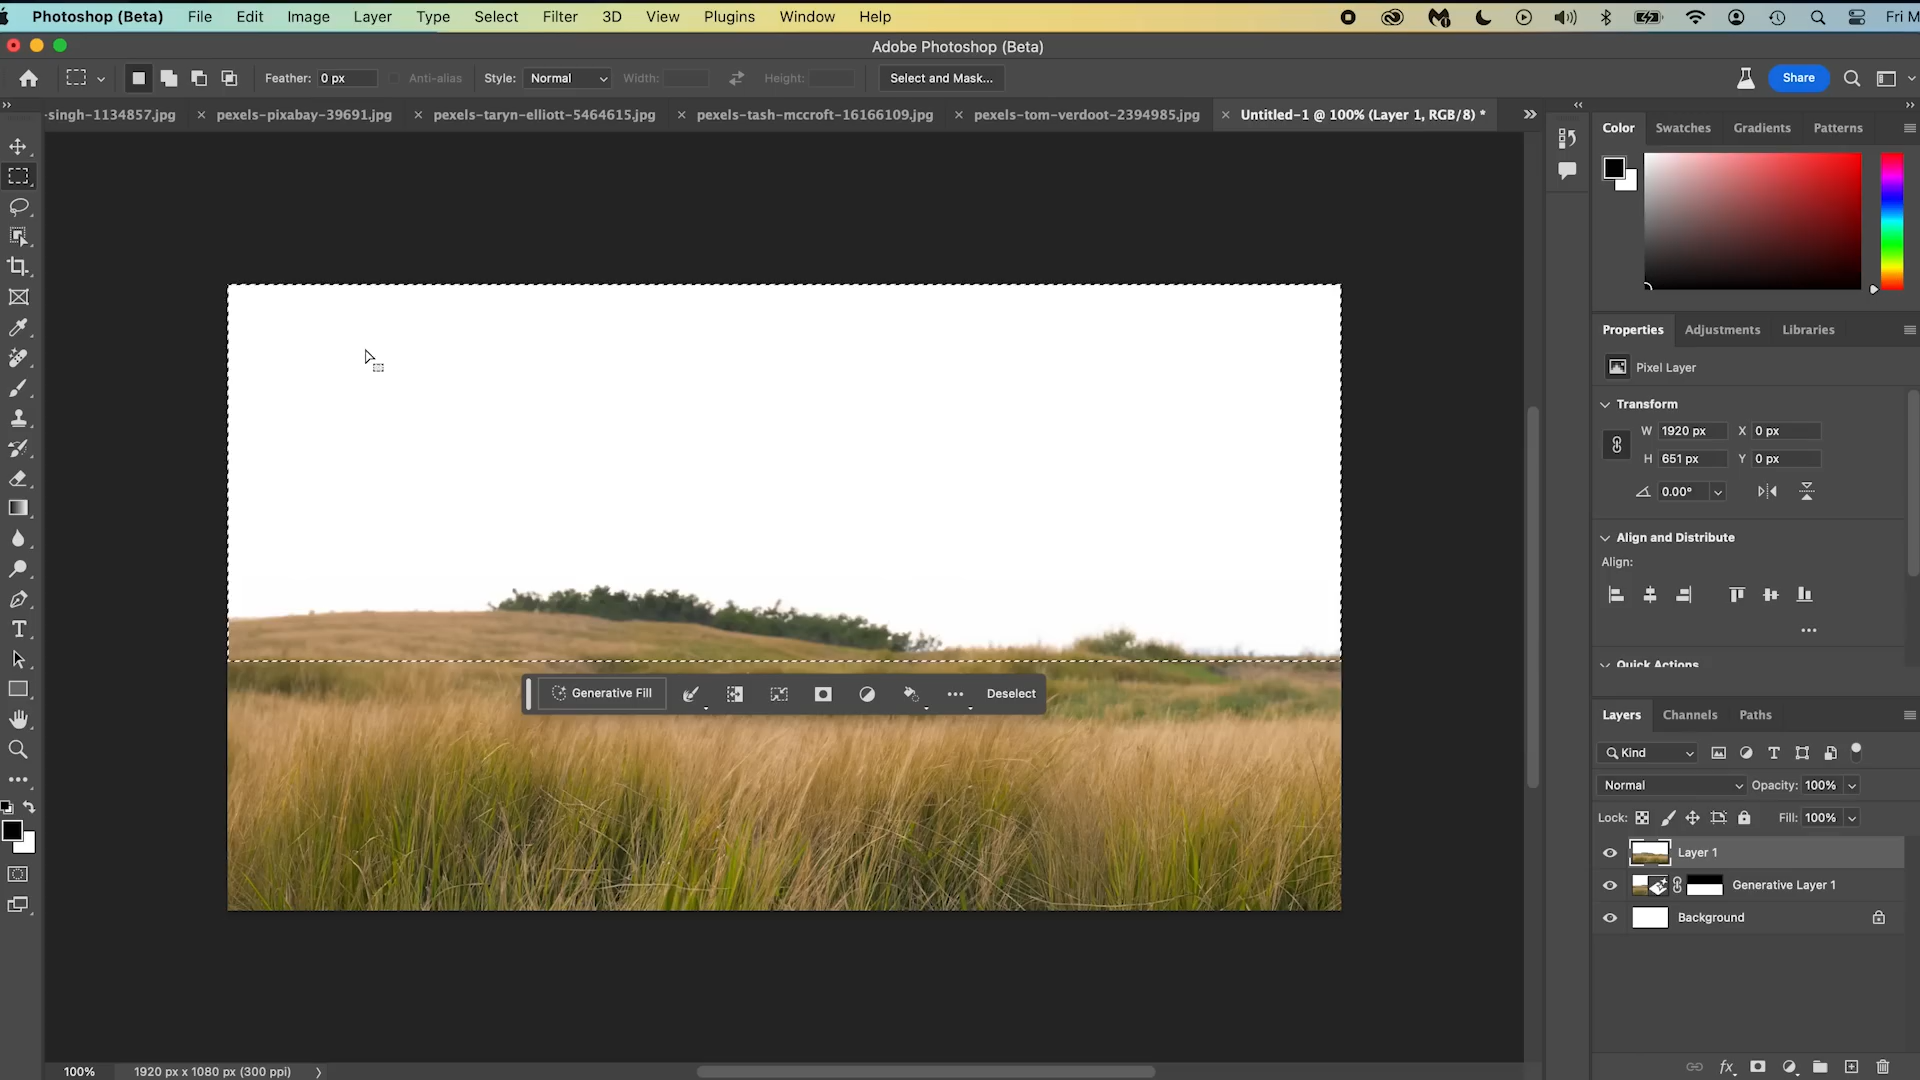 Photoshop (Beta) File Edit Image Layer Type Select Filter 3D View Plugins Window Help Fri M
Adobe Photoshop (Beta)
Feather: 0 px Anti-alias Style: Normal Width: Height: Select and Mask... Share
-singh-1134857.jpg × pexels-pixabay-39691.jpg × pexels-taryn-elliott-5464615.jpg × pexels-tash-mccroft-16166109.jpg × pexels-tom-verdoot-2394985.jpg × Untitled-1 @ 100% (Layer 1, RGB/8) *
Color Swatches Gradients Patterns
Properties Adjustments Libraries
Pixel Layer
Transform
W 1920 px X 0 px
H 651 px Y 0 px
0.00°
Align and Distribute
Align:
Quick Actions
Generative Fill Deselect
Layers Channels Paths
Kind
Normal Opacity: 100%
Lock: Fill: 100%
Layer 1
Generative Layer 1
Background
fx
100% 1920 px x 1080 px (300 ppi)